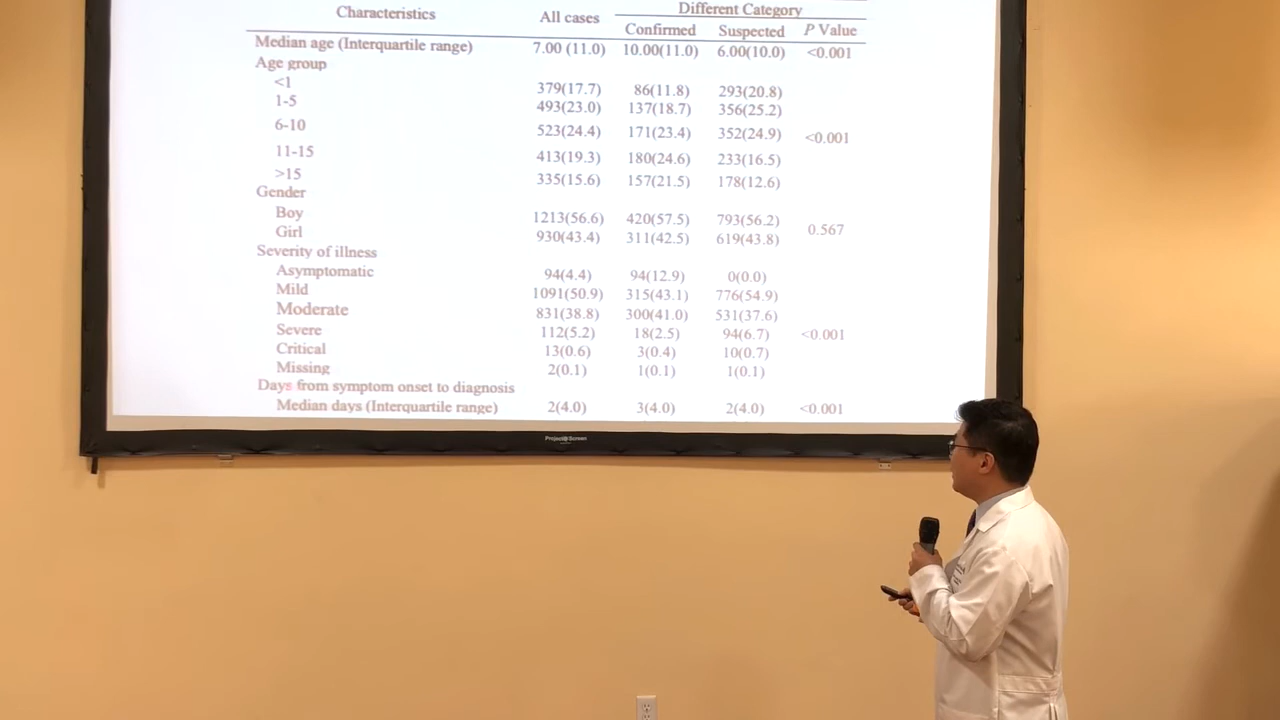 Characteristics All cases Different Category
Confirmed Suspected P Value
Median age (Interquartile range) 7.00 (11.0) 10.00(11.0) 6.00(10.0) <0.001
Age group
<1 379(17.7) 86(11.8) 293(20.8)
1-5 493(23.0) 137(18.7) 356(25.2)
6-10 523(24.4) 171(23.4) 352(24.9) <0.001
11-15 413(19.3) 180(24.6) 233(16.5)
>15 335(15.6) 157(21.5) 178(12.6)
Gender
Boy 1213(56.6) 420(57.5) 793(56.2)
Girl 930(43.4) 311(42.5) 619(43.8) 0.567
Severity of illness
Asymptomatic 94(4.4) 94(12.9) 0(0.0)
Mild 1091(50.9) 315(43.1) 776(54.9)
Moderate 831(38.8) 300(41.0) 531(37.6)
Severe 112(5.2) 18(2.5) 94(6.7) <0.001
Critical 13(0.6) 3(0.4) 10(0.7)
Missing 2(0.1) 1(0.1) 1(0.1)
Days from symptom onset to diagnosis
Median days (Interquartile range) 2(4.0) 3(4.0) 2(4.0) <0.001
Project Screen